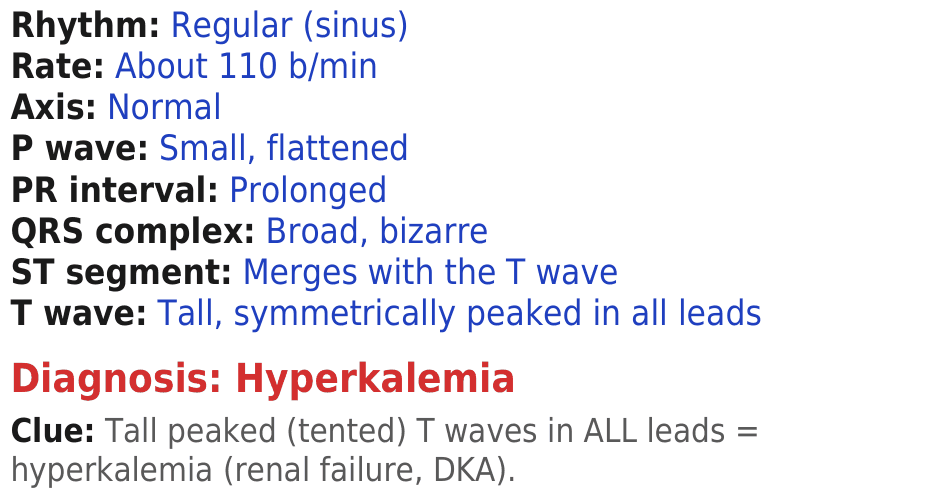 Rhythm: Regular (sinus)
Rate: About 110 b/min
Axis: Normal
P wave: Small, flattened
PR interval: Prolonged
QRS complex: Broad, bizarre
ST segment: Merges with the T wave
T wave: Tall, symmetrically peaked in all leads
Diagnosis: Hyperkalemia
Clue: Tall peaked (tented) T waves in ALL leads =
hyperkalemia (renal failure, DKA).